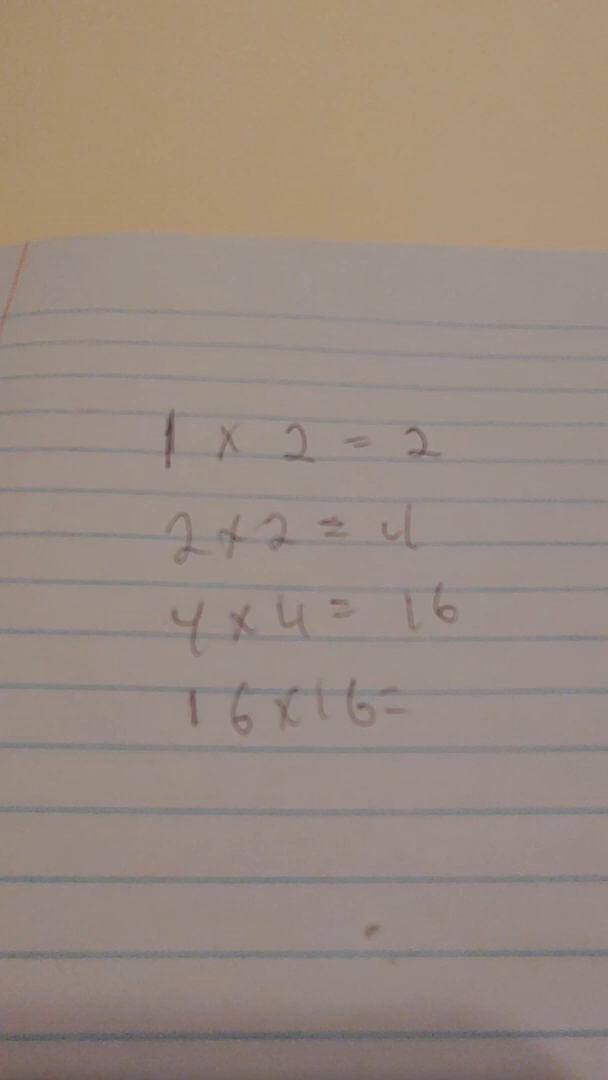 1 x 2 = 2
2 x 2 = 4
4 x 4 = 16
16 x 16 =